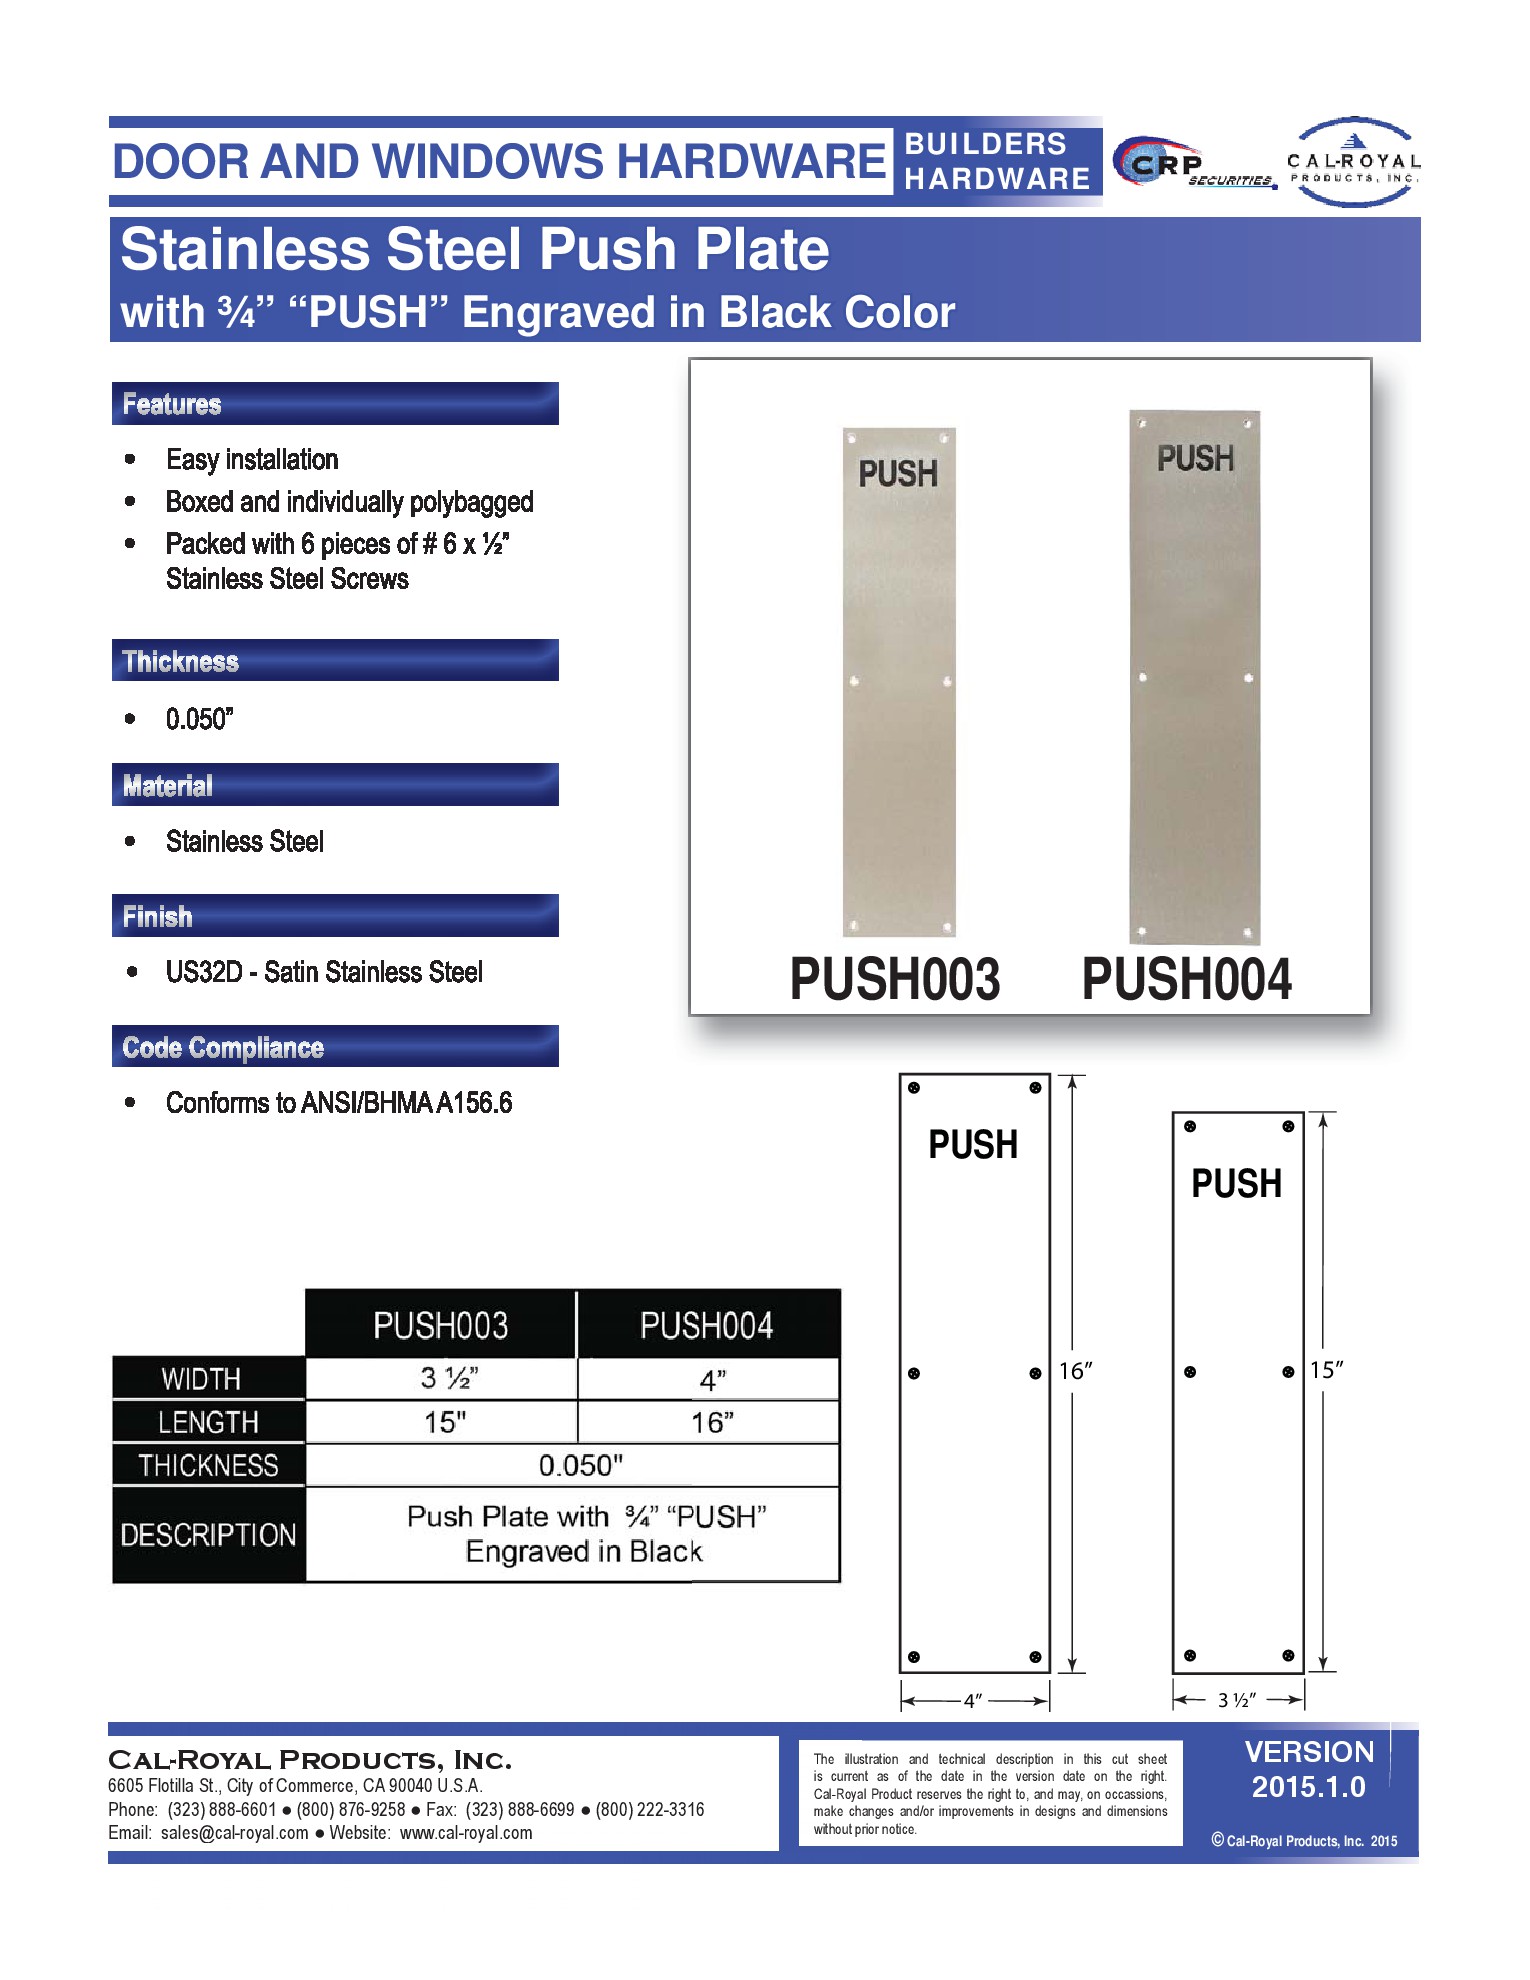 DOOR AND WINDOWS HARDWARE
BUILDERS
HARDWARE
CRP
SECURITIES
CAL-ROYAL
PRODUCTS, INC.
Stainless Steel Push Plate
with ¾” “PUSH” Engraved in Black Color
Features
• Easy installation
• Boxed and individually polybagged
• Packed with 6 pieces of # 6 x ½”
Stainless Steel Screws
Thickness
• 0.050”
Material
• Stainless Steel
Finish
• US32D - Satin Stainless Steel
Code Compliance
• Conforms to ANSI/BHMA A156.6
PUSH
PUSH
PUSH003
PUSH004
PUSH
PUSH
16”
15”
4”
3 ½”
PUSH003 PUSH004
WIDTH 3 ½” 4”
LENGTH 15" 16”
THICKNESS 0.050"
DESCRIPTION Push Plate with ¾” “PUSH”
Engraved in Black
CAL-ROYAL PRODUCTS, INC.
6605 Flotilla St., City of Commerce, CA 90040 U.S.A.
Phone: (323) 888-6601 ● (800) 876-9258 ● Fax: (323) 888-6699 ● (800) 222-3316
Email: sales@cal-royal.com ● Website: www.cal-royal.com
The illustration and technical description in this cut sheet
is current as of the date in the version date on the right.
Cal-Royal Product reserves the right to, and may, on occassions,
make changes and/or improvements in designs and dimensions
without prior notice.
VERSION
2015.1.0
© Cal-Royal Products, Inc. 2015